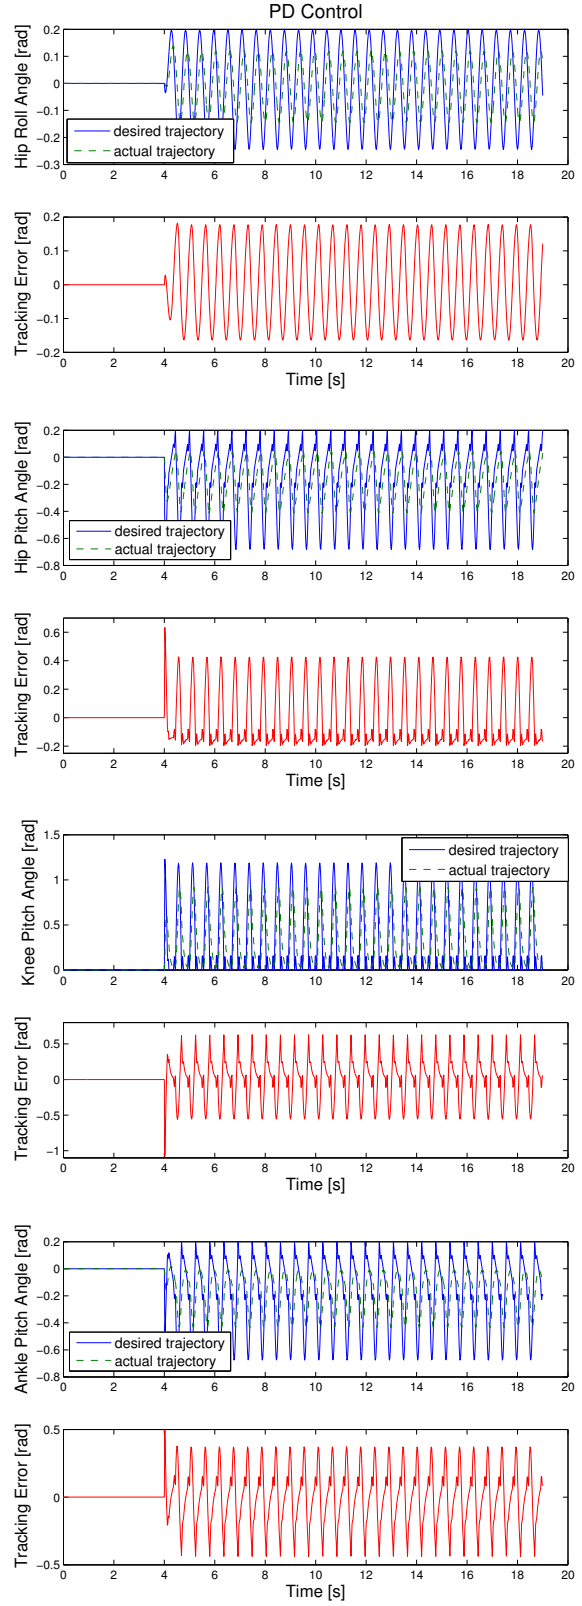 PD Control
Hip Roll Angle [rad]
0.2
0.1
0
−0.1
−0.2
−0.3
desired trajectory
actual trajectory
0 2 4 6 8 10 12 14 16 18 20
Tracking Error [rad]
0.2
0.1
0
−0.1
−0.2
0 2 4 6 8 10 12 14 16 18 20
Time [s]
Hip Pitch Angle [rad]
0.2
0
−0.2
−0.4
−0.6
−0.8
desired trajectory
actual trajectory
0 2 4 6 8 10 12 14 16 18 20
Tracking Error [rad]
0.6
0.4
0.2
0
−0.2
0 2 4 6 8 10 12 14 16 18 20
Time [s]
Knee Pitch Angle [rad]
1.5
1
0.5
0
desired trajectory
actual trajectory
0 2 4 6 8 10 12 14 16 18 20
Tracking Error [rad]
0.5
0
−0.5
−1
0 2 4 6 8 10 12 14 16 18 20
Time [s]
Ankle Pitch Angle [rad]
0.2
0
−0.2
−0.4
−0.6
−0.8
desired trajectory
actual trajectory
0 2 4 6 8 10 12 14 16 18 20
Tracking Error [rad]
0.5
0
−0.5
0 2 4 6 8 10 12 14 16 18 20
Time [s]